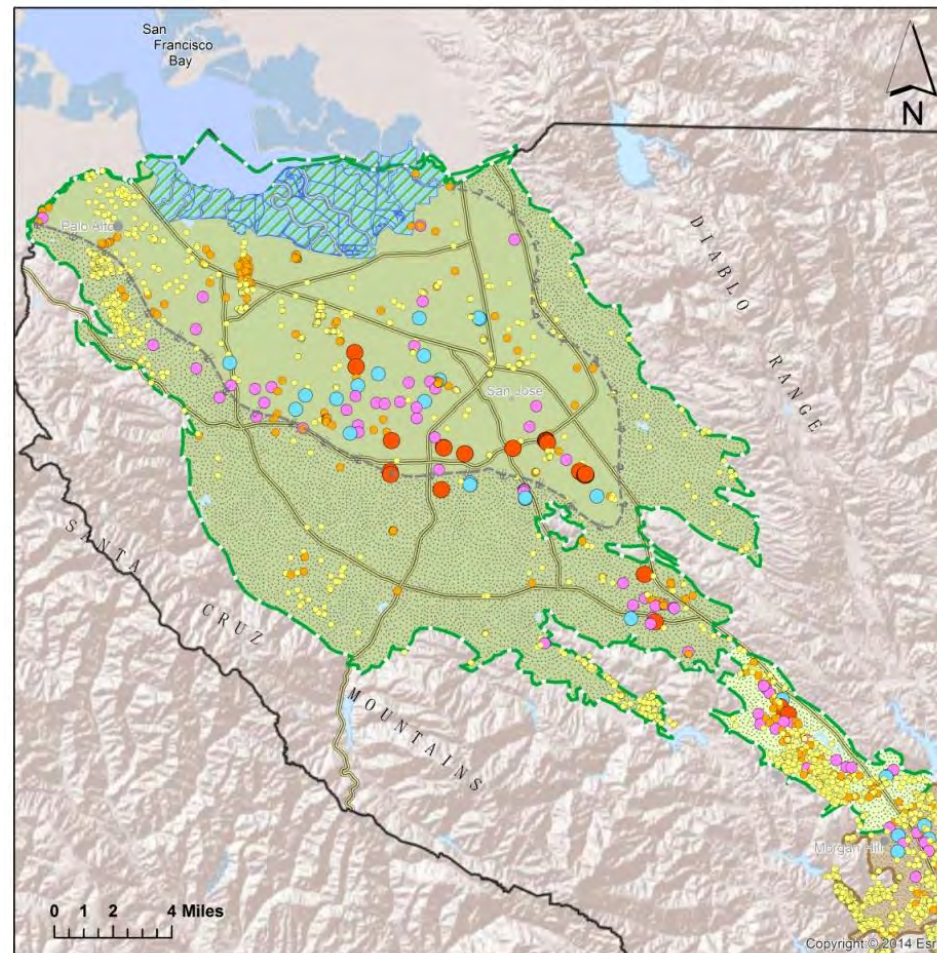 San
Francisco
Bay
N
DIABLO
RANGE
Palo Alto
San Jose
SANTA
CRUZ
MOUNTAINS
Morgan Hill
0 1 2 4 Miles
Copyright:© 2014 Esr